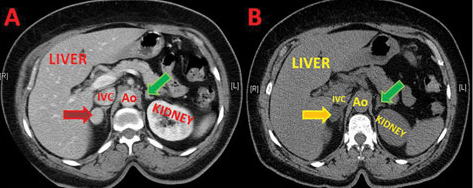 A
LIVER
IVC
Ao
KIDNEY
[R]
[L]
B
LIVER
IVC
Ao
KIDNEY
[R]
[L]